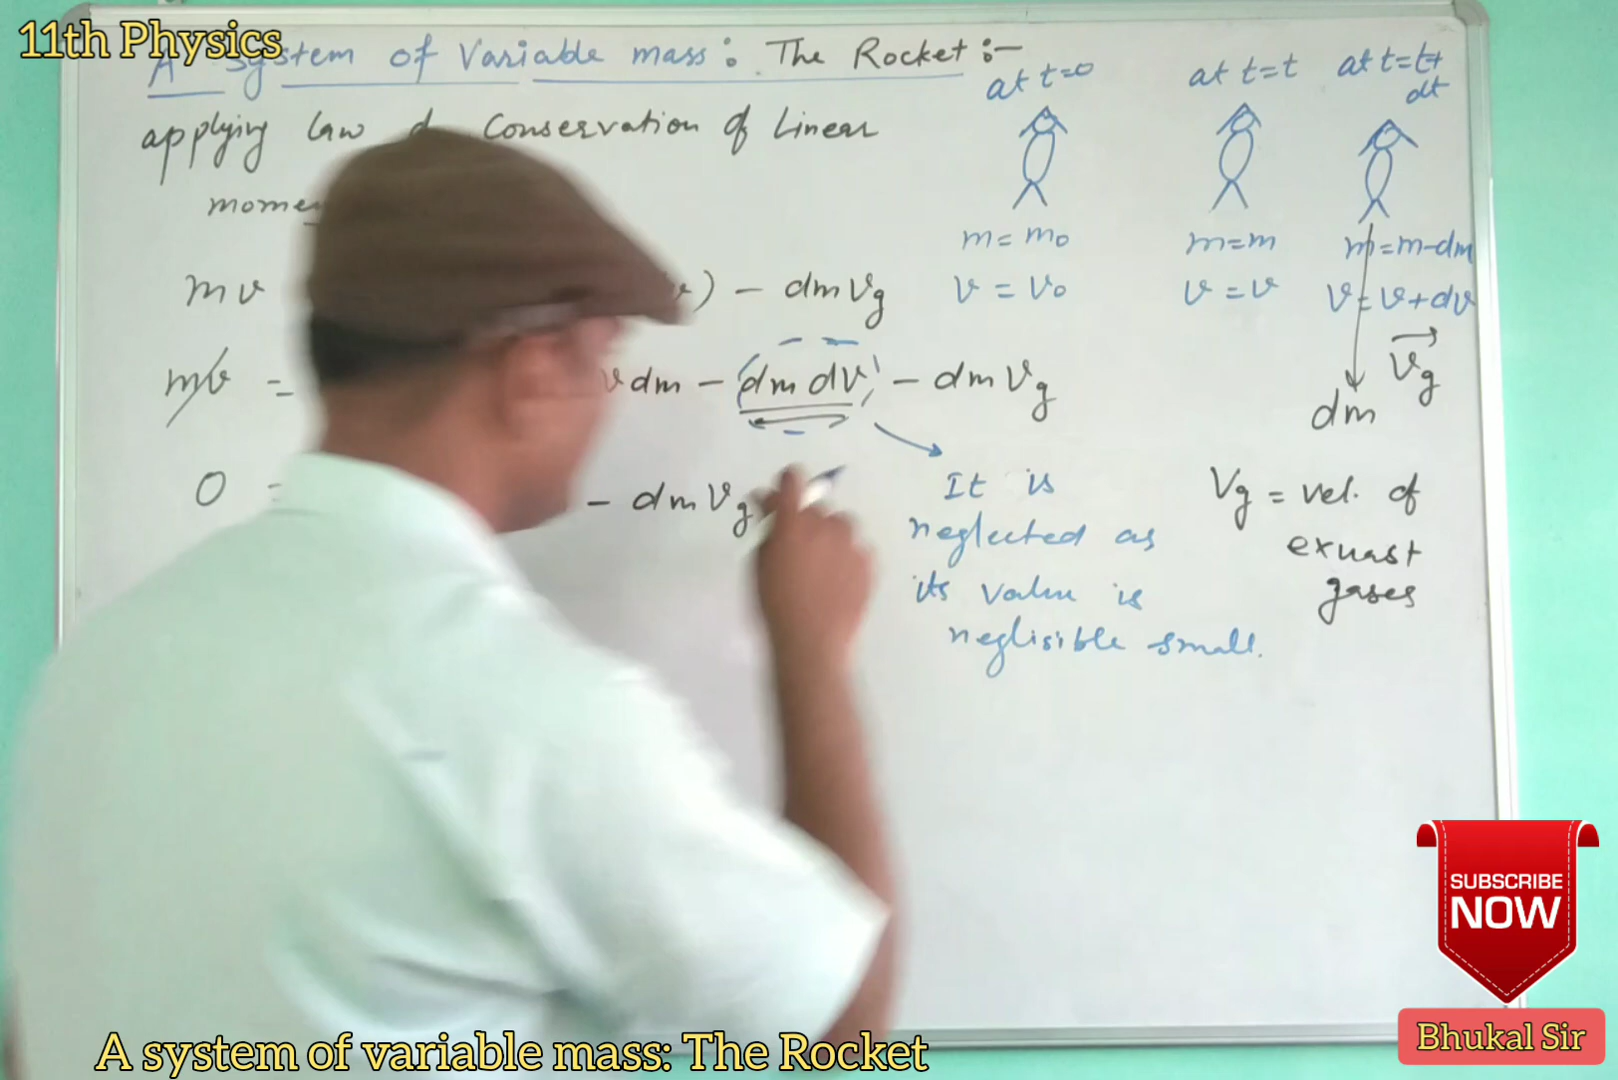 11th Physics
A System of Variable mass: The Rocket :-
applying law Conservation of Linear
mv ) - dm Vg
mv = v dm - (dm dv) - dm Vg
0 = - dm Vg
at t=0
m = m₀
v = v₀
at t=t
m=m
v = v
at t=t+
dt
m=m-dm
v=v+dv
Vg
dm
It is
neglected as
its value is
neglisible small.
Vg = vel. of
exuast
gases
SUBSCRIBE
NOW
Bhukal Sir
A system of variable mass: The Rocket